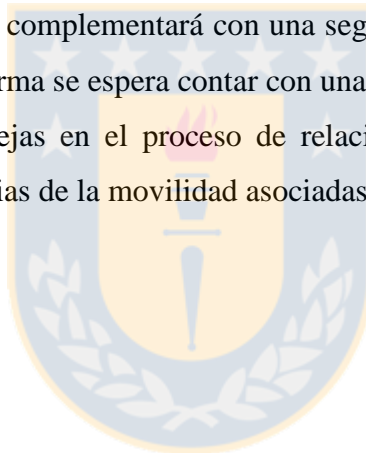 complementará con una seg
rma se espera contar con una
ejas en el proceso de relaci
ias de la movilidad asociadas